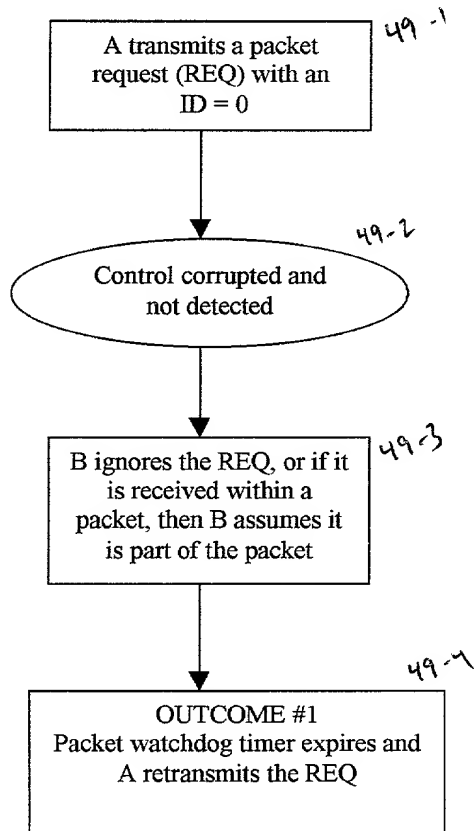 49-1
A transmits a packet
request (REQ) with an
ID = 0
49-2
Control corrupted and
not detected
49-3
B ignores the REQ, or if it
is received within a
packet, then B assumes it
is part of the packet
49-4
OUTCOME #1
Packet watchdog timer expires and
A retransmits the REQ